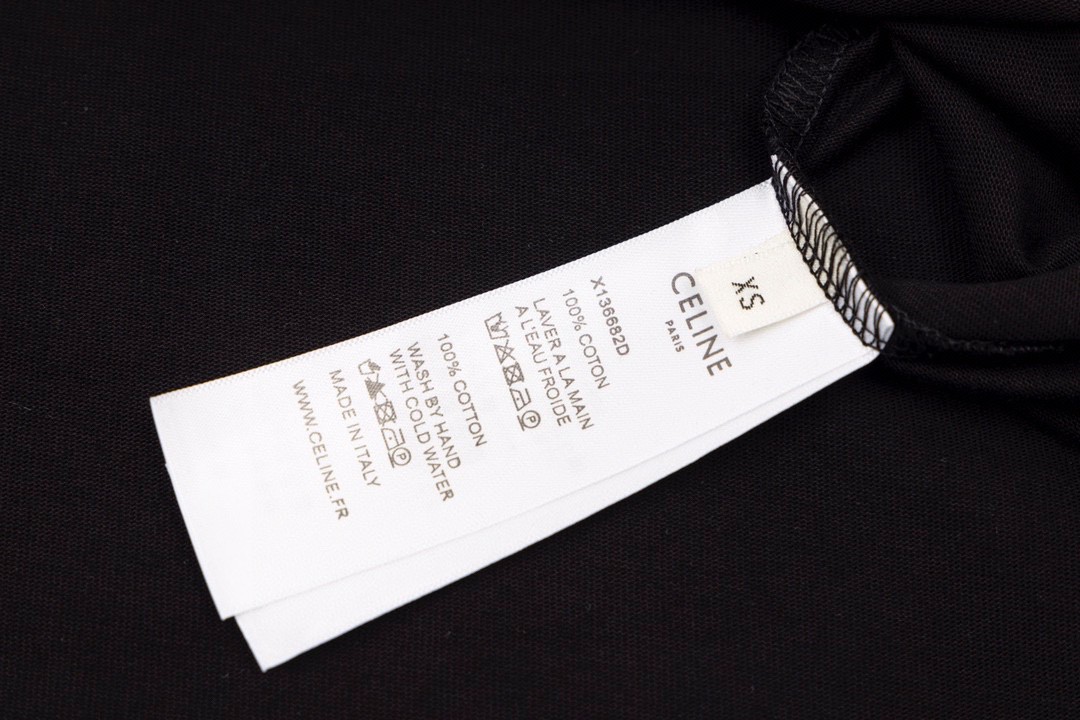 XS
CELINE
PARIS
X136682D
100% COTON
LAVER A LA MAIN
A L'EAU FROIDE
P
100% COTTON
WASH BY HAND
WITH COLD WATER
P
MADE IN ITALY
WWW.CELINE.FR